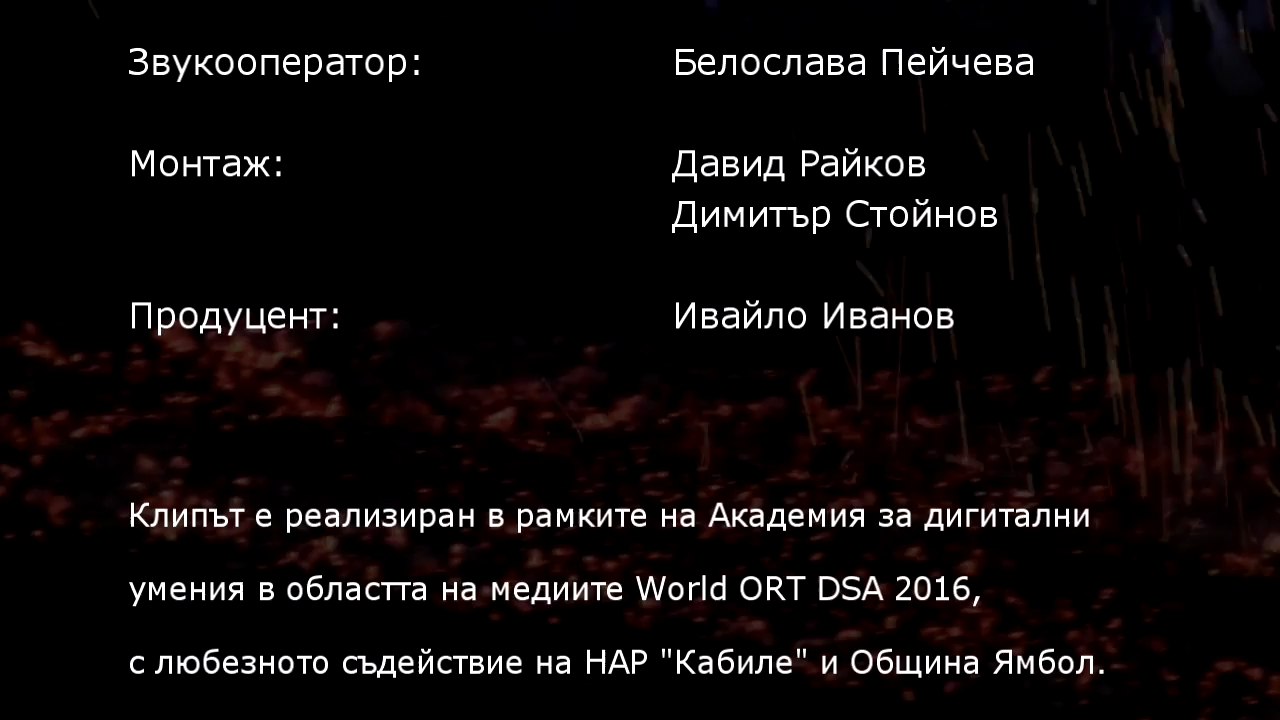 Звукооператор: Белослава Пейчева
Монтаж: Давид Райков
Димитър Стойнов
Продуцент: Ивайло Иванов
Клипът е реализиран в рамките на Академия за дигитални
умения в областта на медиите World ORT DSA 2016,
с любезното съдействие на НАР "Кабиле" и Община Ямбол.